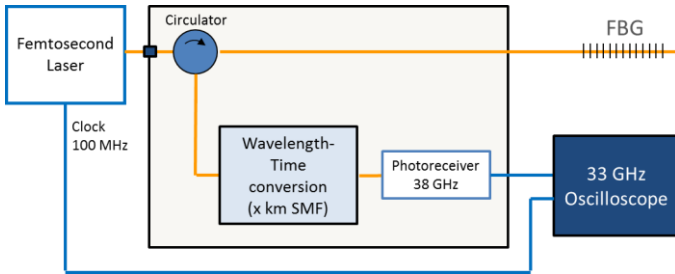 Circulator
Femtosecond
Laser
FBG
Clock
100 MHz
Wavelength-
Time
conversion
(x km SMF)
Photoreceiver
38 GHz
33 GHz
Oscilloscope